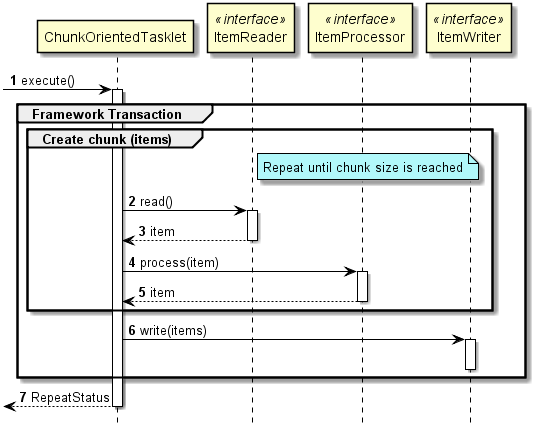 ChunkOrientedTasklet
«interface»
ItemReader
«interface»
ItemProcessor
«interface»
ItemWriter
1 execute()
Framework Transaction
Create chunk (items)
Repeat until chunk size is reached
2 read()
3 item
4 process(item)
5 item
6 write(items)
7 RepeatStatus